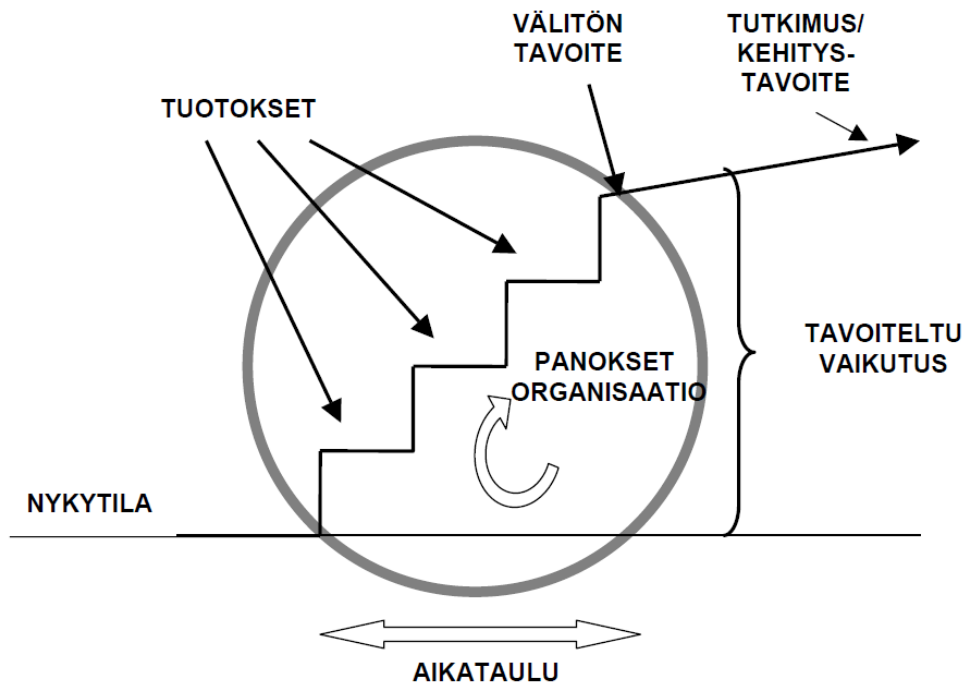 VÄLITÖN
TAVOITE
TUTKIMUS/
KEHITYS-
TAVOITE
TUOTOKSET
TAVOITELTU
VAIKUTUS
PANOKSET
ORGANISAATIO
NYKYTILA
AIKATAULU